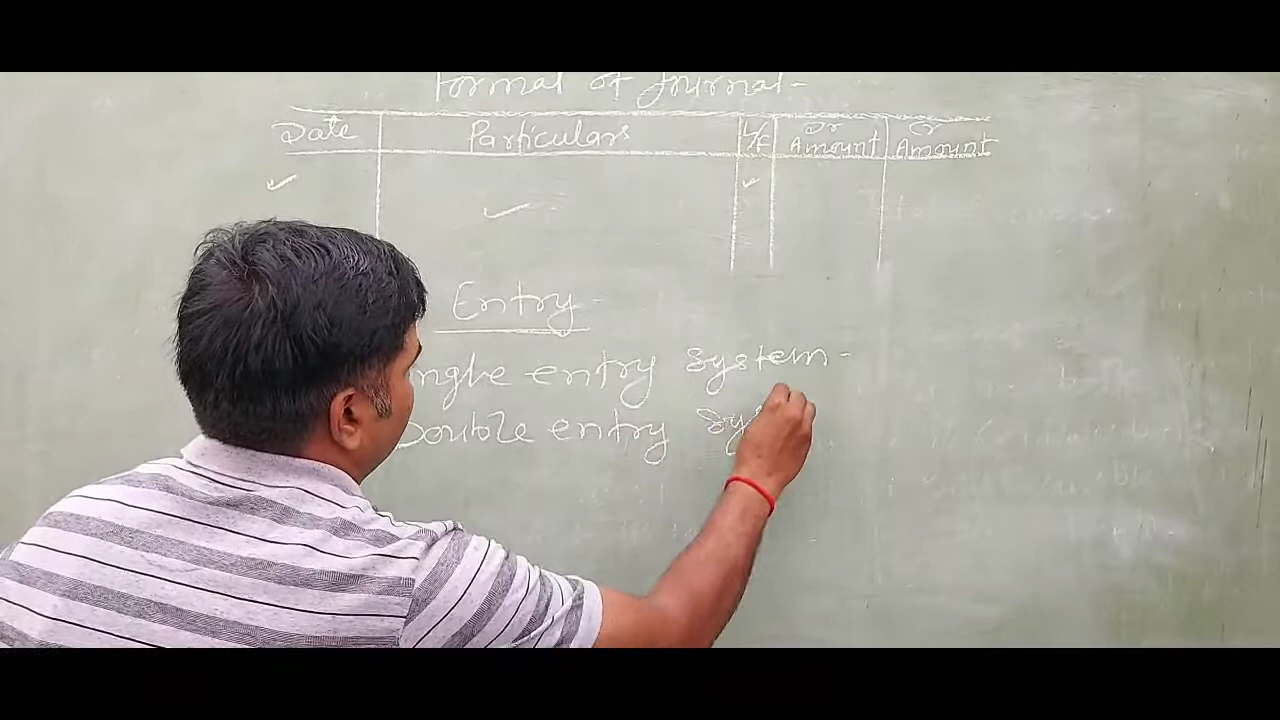 Format of Journal-
Date Particulars L/F Dr Amount Cr Amount
Entry-
ngle entry system-
Double entry Sys